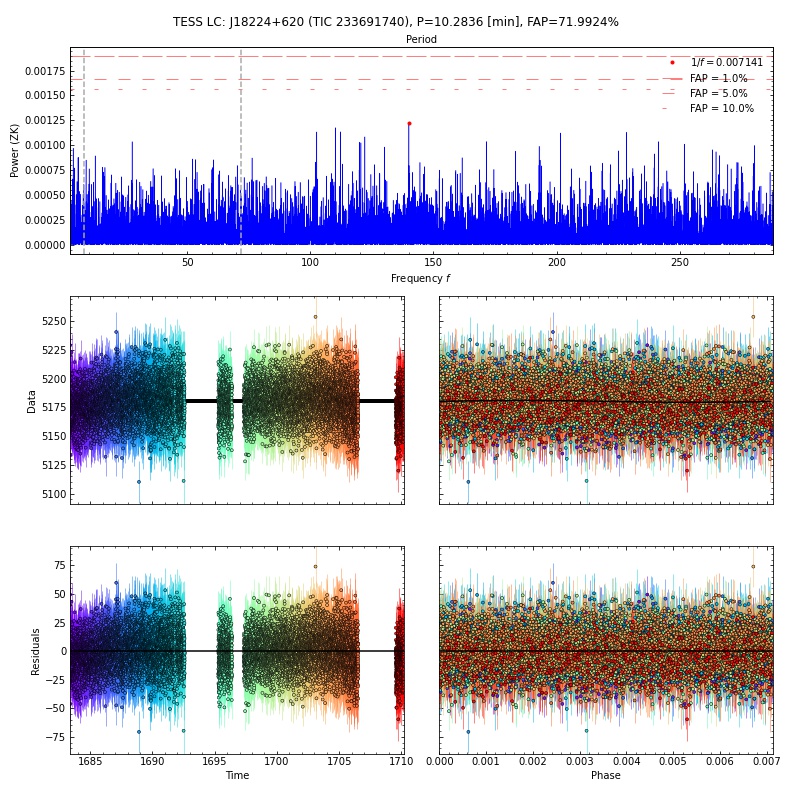 TESS LC: J18224+620 (TIC 233691740), P=10.2836 [min], FAP=71.9924%
Period
Power (ZK)
0.00175
0.00150
0.00125
0.00100
0.00075
0.00050
0.00025
0.00000
1/f = 0.007141
FAP = 1.0%
FAP = 5.0%
FAP = 10.0%
50 100 150 200 250
Frequency f
Data
5250
5225
5200
5175
5150
5125
5100
Residuals
75
50
25
0
−25
−50
−75
1685 1690 1695 1700 1705 1710
Time
0.000 0.001 0.002 0.003 0.004 0.005 0.006 0.007
Phase